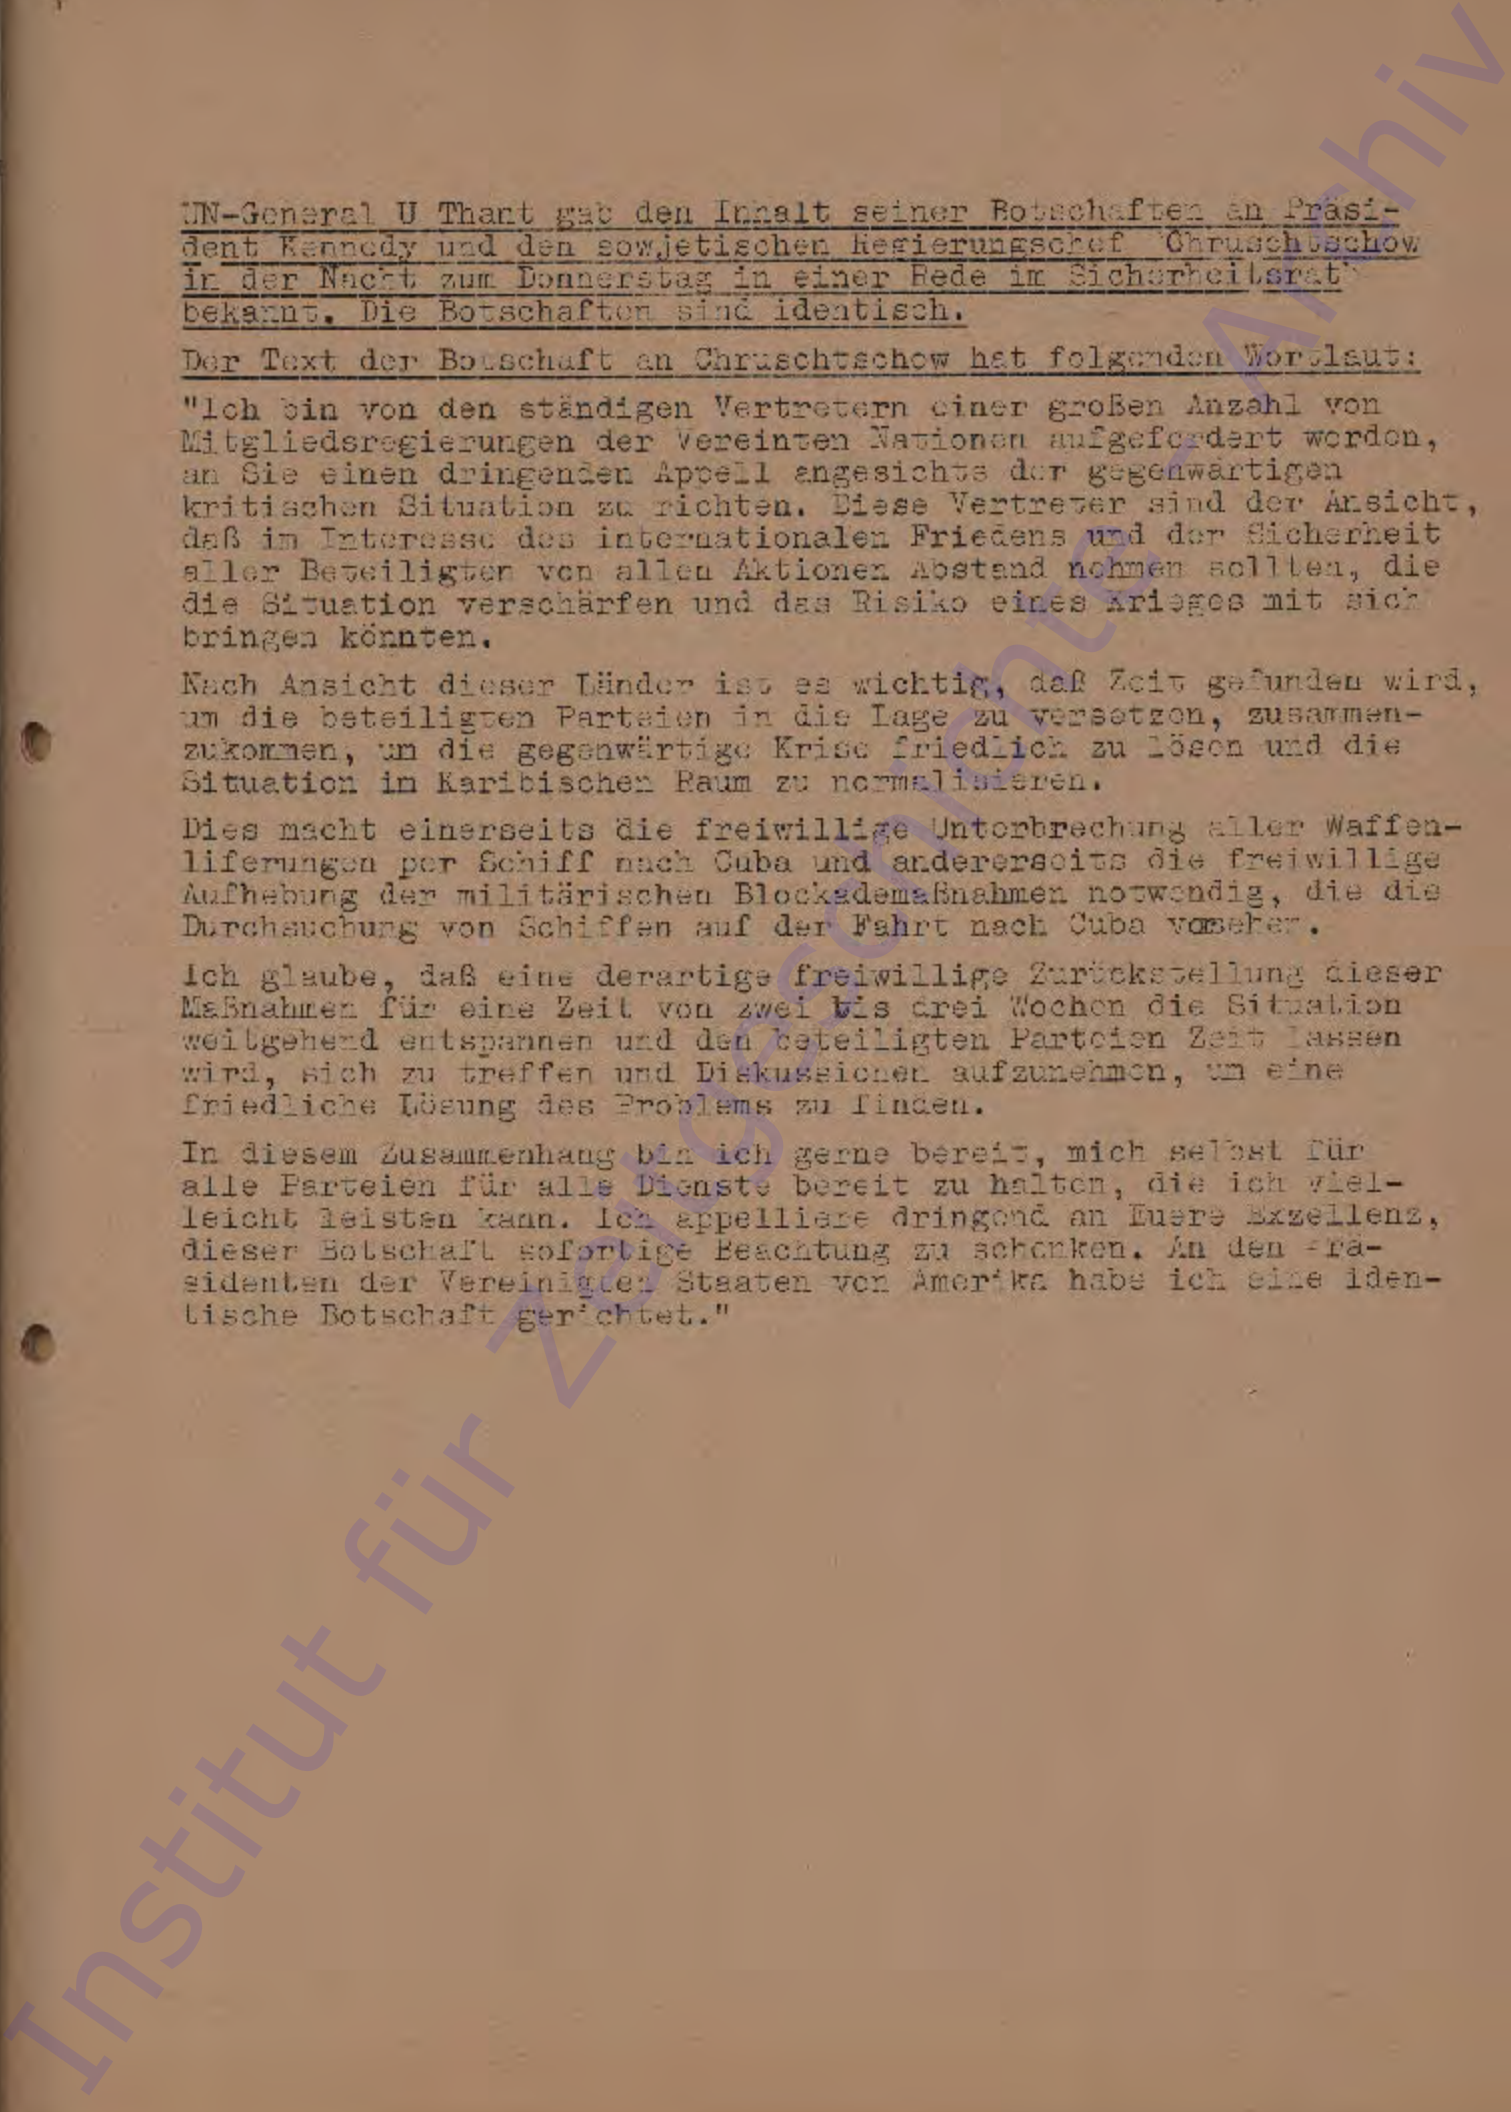 UN-General U Thant gab den Inhalt seiner Botschaften an Präsi-
dent Kennedy und den sowjetischen Regierungschef Chruschtschow
in der Nacht zum Donnerstag in einer Rede im Sicherheitsrat
bekannt. Die Botschaften sind identisch.
Der Text der Botschaft an Chruschtschow hat folgenden Wortlaut:
"Ich bin von den ständigen Vertretern einer großen Anzahl von
Mitgliedsregierungen der Vereinten Nationen aufgefordert worden,
an Sie einen dringenden Appell angesichts der gegenwärtigen
kritischen Situation zu richten. Diese Vertreter sind der Ansicht,
daß im Interesse des internationalen Friedens und der Sicherheit
aller Beteiligten von allen Aktionen Abstand nehmen sollten, die
die Situation verschärfen und das Risiko eines Krieges mit sich
bringen könnten.
Nach Ansicht dieser Länder ist es wichtig, daß Zeit gefunden wird,
um die beteiligten Parteien in die Lage zu versetzen, zusammen-
zukommen, um die gegenwärtige Krise friedlich zu lösen und die
Situation im Karibischen Raum zu normalisieren.
Dies macht einerseits die freiwillige Unterbrechung aller Waffen-
liferungen per Schiff nach Cuba und andererseits die freiwillige
Aufhebung der militärischen Blockademaßnahmen notwendig, die die
Durchsuchung von Schiffen auf der Fahrt nach Cuba vorsehen.
Ich glaube, daß eine derartige freiwillige Zurückstellung dieser
Maßnahmen für eine Zeit von zwei bis drei Wochen die Situation
weitgehend entspannen und den beteiligten Parteien Zeit lassen
wird, sich zu treffen und Diskussionen aufzunehmen, um eine
friedliche Lösung des Problems zu finden.
In diesem Zusammenhang bin ich gerne bereit, mich selbst für
alle Parteien für alle Dienste bereit zu halten, die ich viel-
leicht leisten kann. Ich appelliere dringend an Euere Exzellenz,
dieser Botschaft sofortige Beachtung zu schenken. An den Prä-
sidenten der Vereinigten Staaten von Amerika habe ich eine iden-
tische Botschaft gerichtet."
Institut für Zeitgeschichte - Archiv